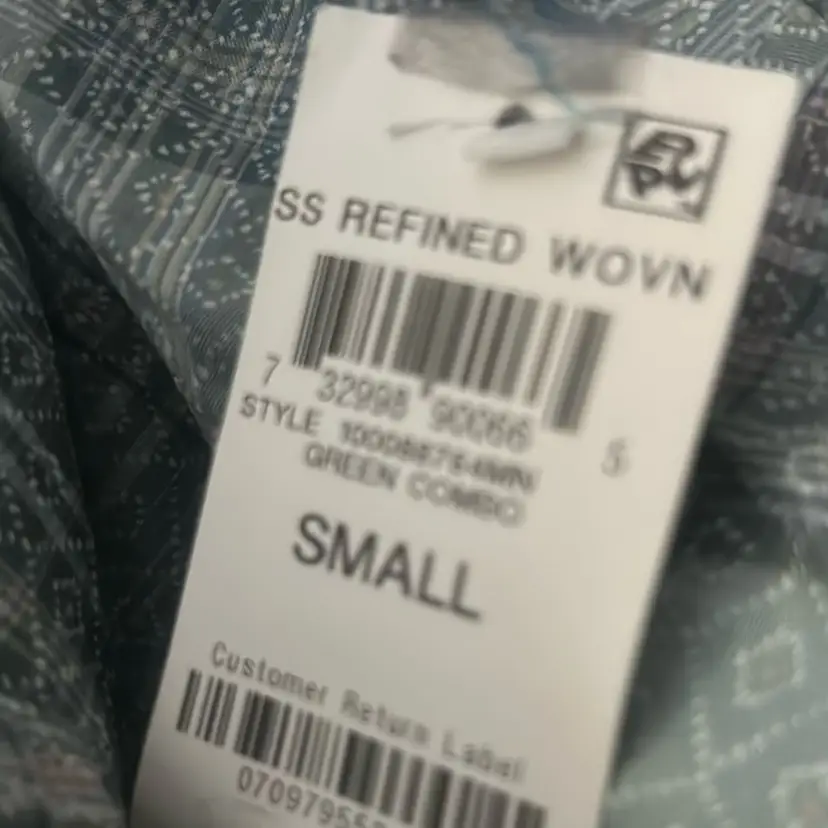 SS REFINED WOVN
7 32998 90066 5
STYLE
GREEN COMBO
SMALL
Customer Return Label